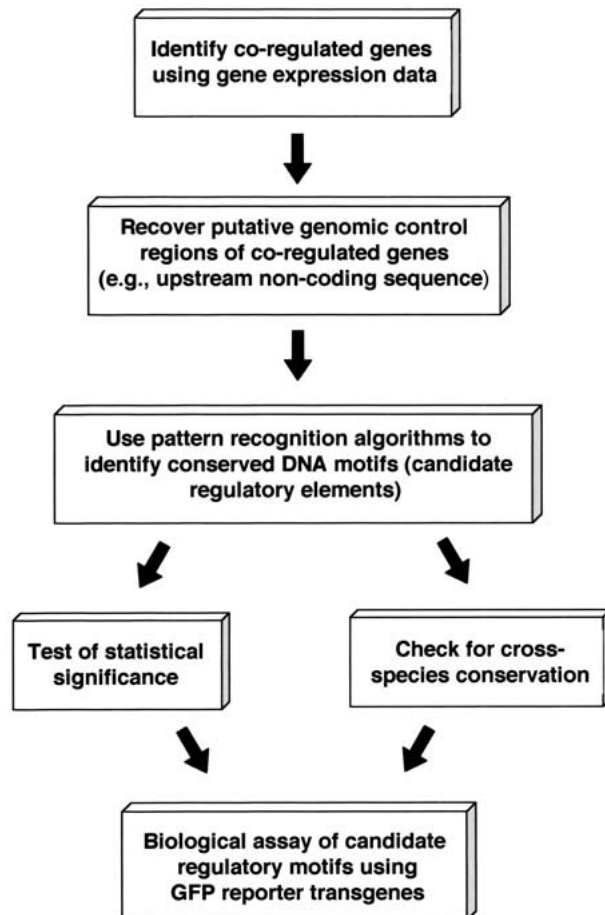 Identify co-regulated genes
using gene expression data
Recover putative genomic control
regions of co-regulated genes
(e.g., upstream non-coding sequence)
Use pattern recognition algorithms to
identify conserved DNA motifs (candidate
regulatory elements)
Test of statistical
significance
Check for cross-
species conservation
Biological assay of candidate
regulatory motifs using
GFP reporter transgenes